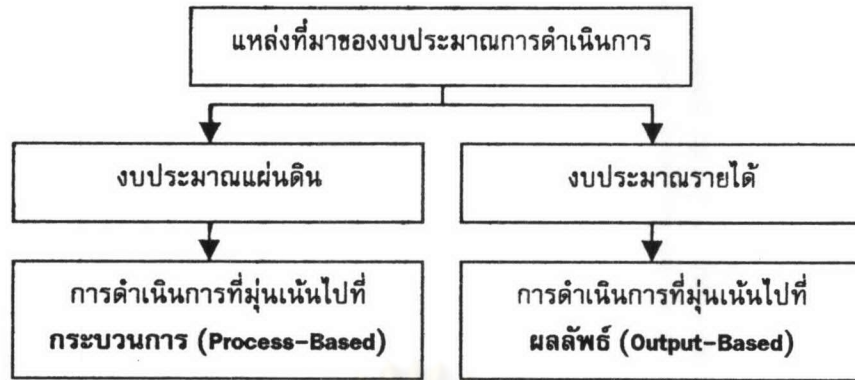 แหล่งที่มาของงบประมาณการดำเนินการ
งบประมาณแผ่นดิน
งบประมาณรายได้
การดำเนินการที่มุ่นเน้นไปที่
กระบวนการ (Process-Based)
การดำเนินการที่มุ่นเน้นไปที่
ผลลัพธ์ (Output-Based)